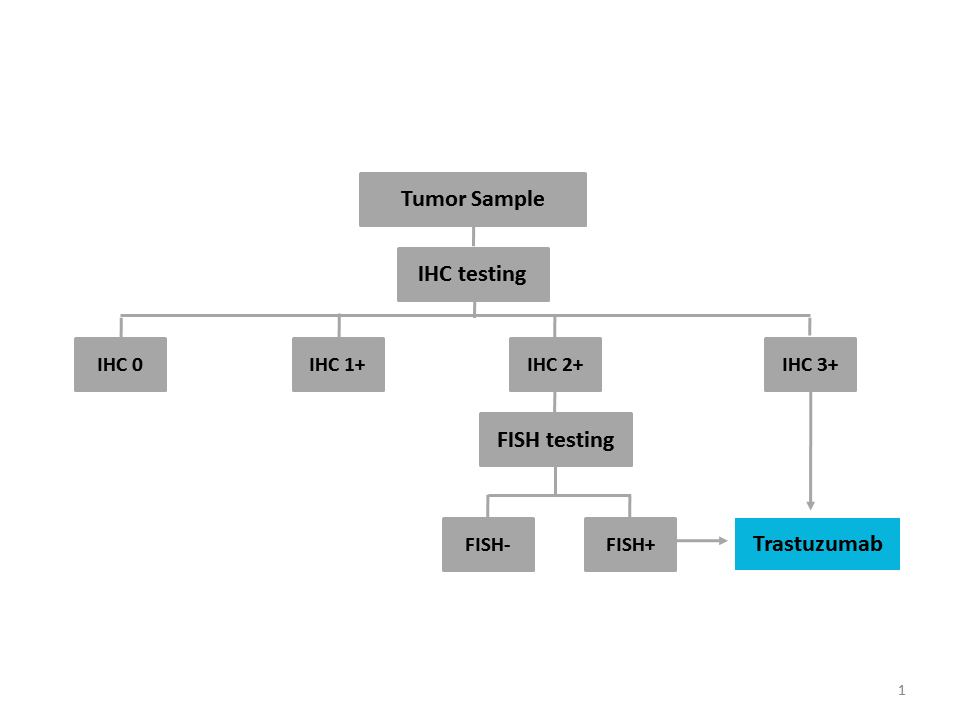 Tumor Sample
IHC testing
IHC 0
IHC 1+
IHC 2+
IHC 3+
FISH testing
FISH-
FISH+
Trastuzumab
1